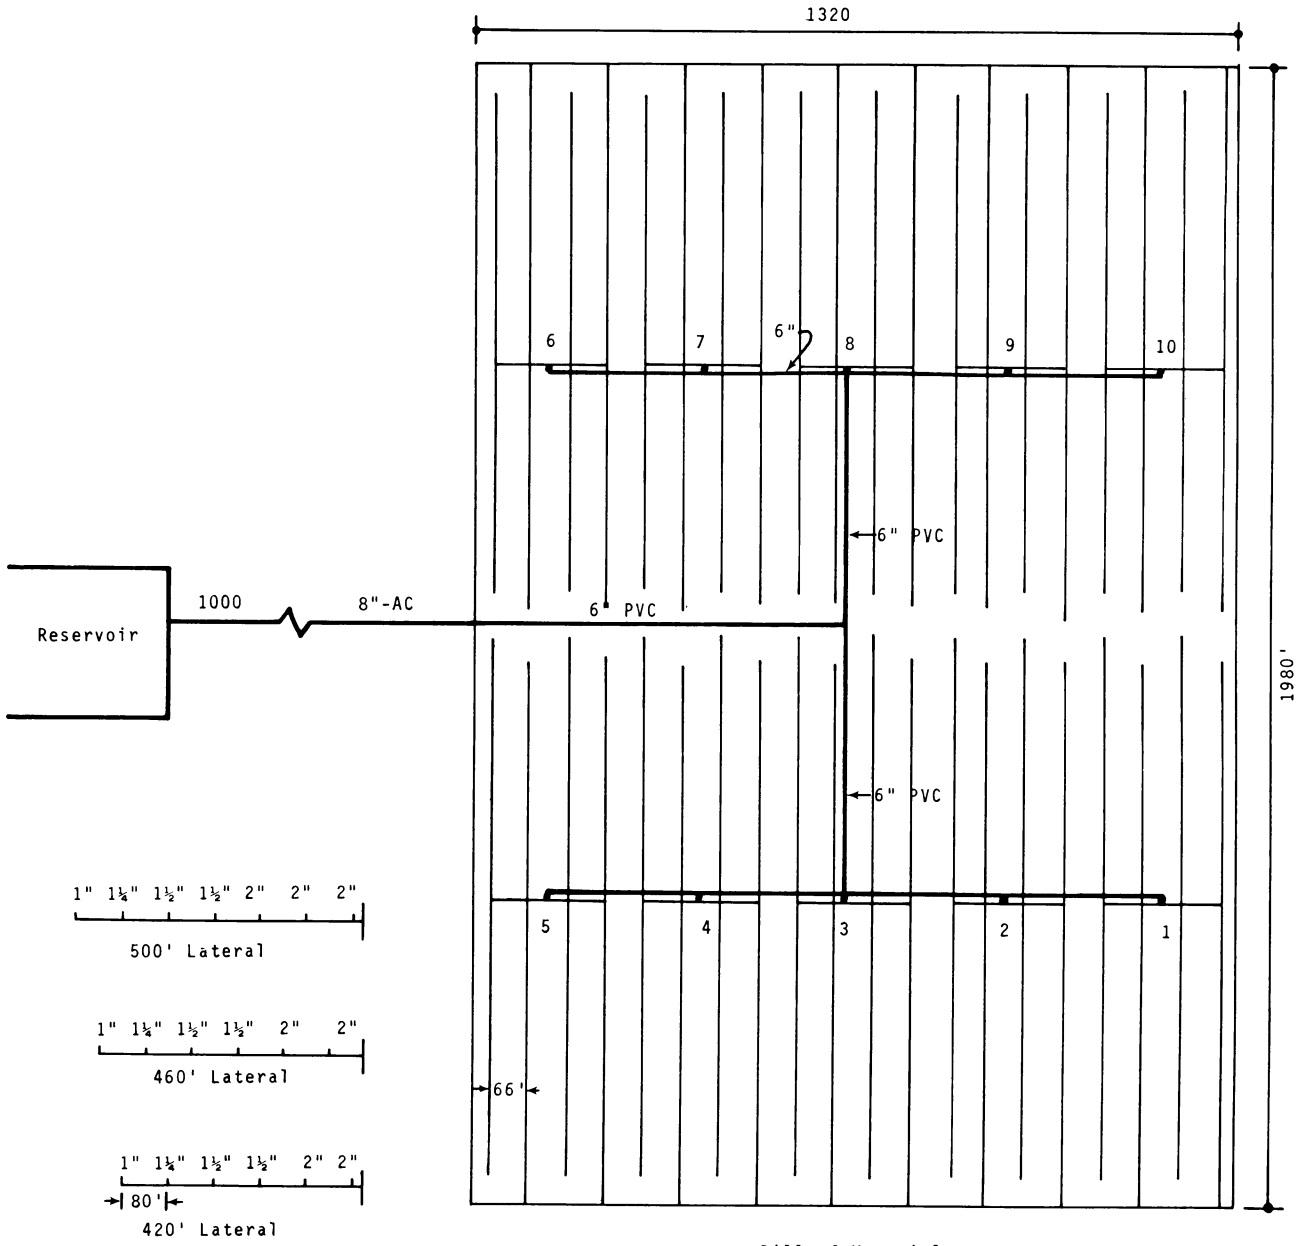 1320
6 7 6" 8 9 10
6" PVC
1000 8"-AC 6" PVC
Reservoir
1980'
6" PVC
1" 1¼" 1½" 1½" 2" 2" 2"
500' Lateral
5 4 3 2 1
1" 1¼" 1½" 1½" 2" 2"
460' Lateral
66'
1" 1¼" 1½" 1½" 2" 2"
80'
420' Lateral